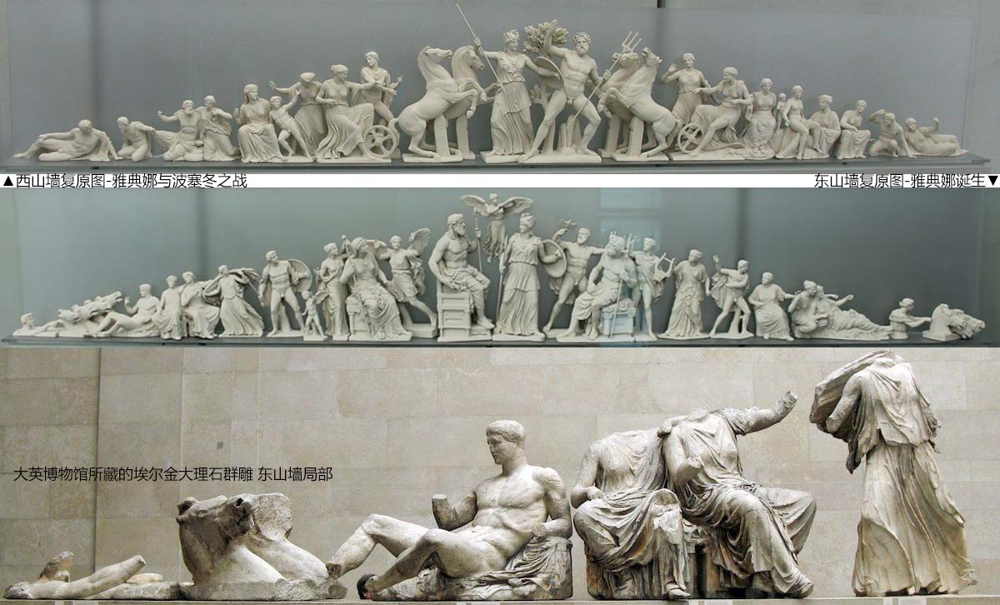 ▲西山墙复原图-雅典娜与波塞冬之战
东山墙复原图-雅典娜诞生▼
大英博物馆所藏的埃尔金大理石群雕 东山墙局部